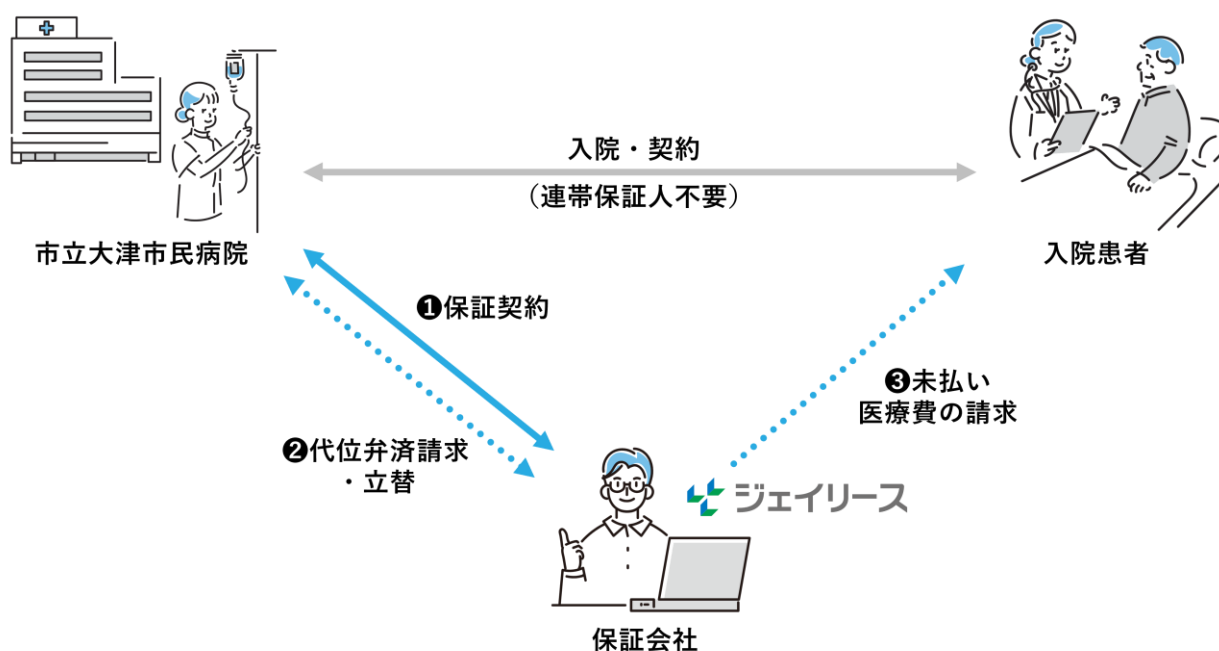 入院・契約
(連帯保証人不要)
市立大津市民病院
入院患者
❶保証契約
❸未払い
医療費の請求
❷代位弁済請求
・立替
ジェイリース
保証会社